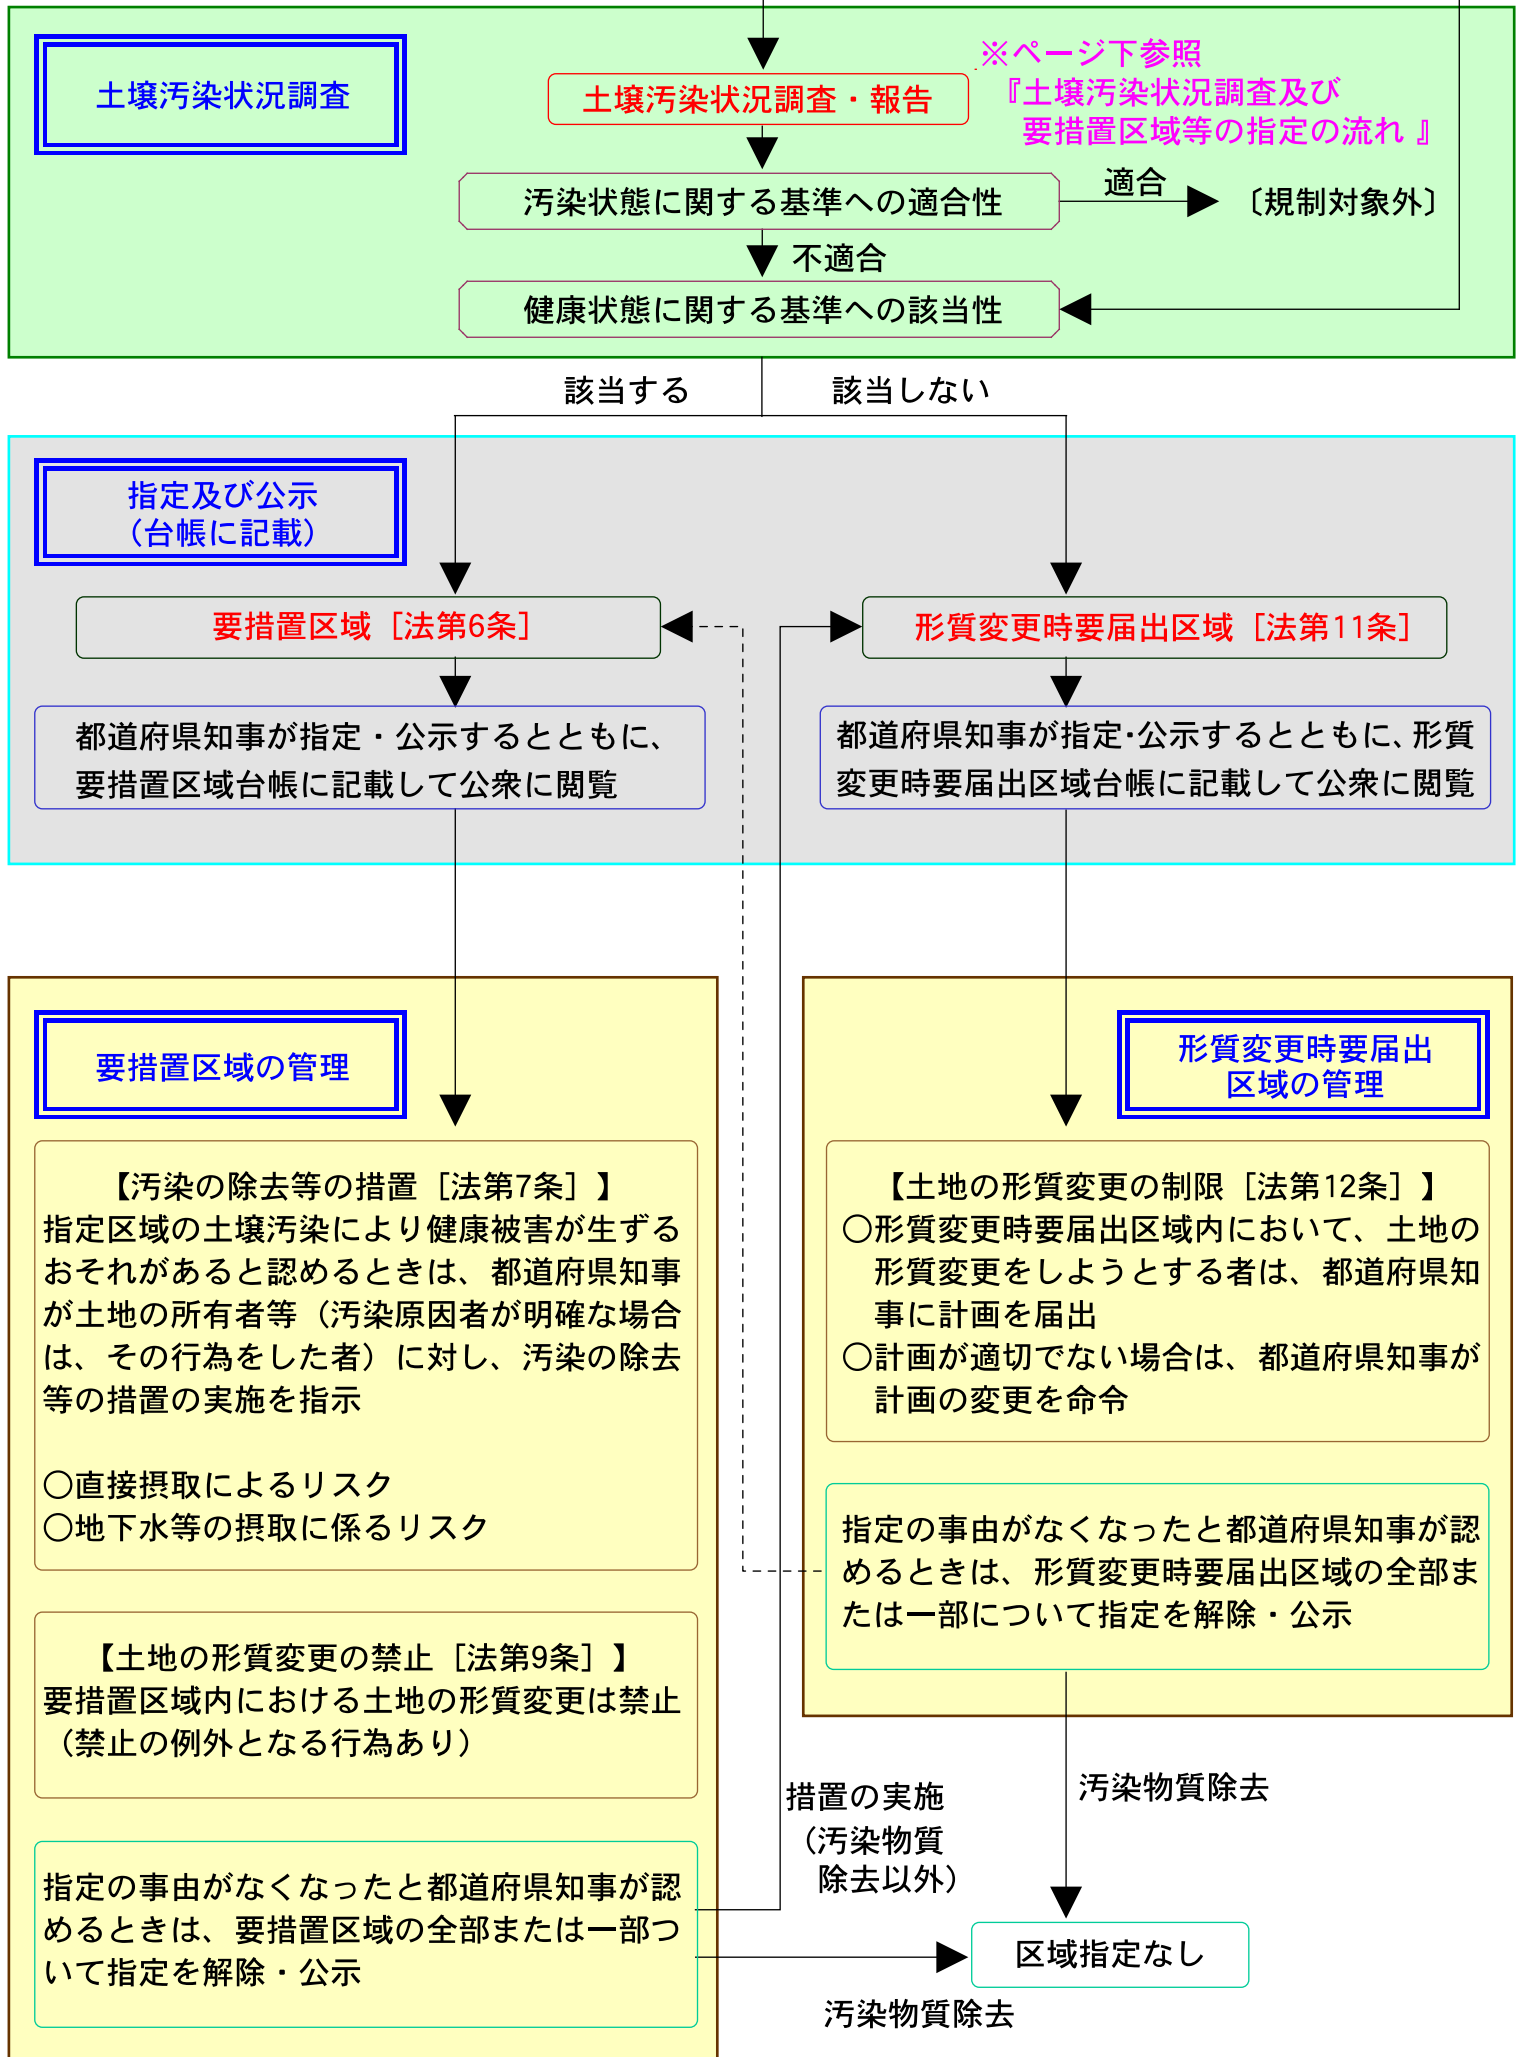 土壌汚染状況調査
土壌汚染状況調査・報告
※ページ下参照
『土壌汚染状況調査及び
要措置区域等の指定の流れ 』
汚染状態に関する基準への適合性
適合
〔規制対象外〕
不適合
健康状態に関する基準への該当性
該当する
該当しない
指定及び公示
(台帳に記載)
要措置区域［法第6条］
形質変更時要届出区域［法第11条］
都道府県知事が指定・公示するとともに、
要措置区域台帳に記載して公衆に閲覧
都道府県知事が指定・公示するとともに、形質
変更時要届出区域台帳に記載して公衆に閲覧
要措置区域の管理
【汚染の除去等の措置［法第7条］】
指定区域の土壌汚染により健康被害が生ずる
おそれがあると認めるときは、都道府県知事
が土地の所有者等（汚染原因者が明確な場合
は、その行為をした者）に対し、汚染の除去
等の措置の実施を指示
〇直接摂取によるリスク
〇地下水等の摂取に係るリスク
【土地の形質変更の禁止［法第9条］】
要措置区域内における土地の形質変更は禁止
（禁止の例外となる行為あり）
指定の事由がなくなったと都道府県知事が認
めるときは、要措置区域の全部または一部つ
いて指定を解除・公示
形質変更時要届出
区域の管理
【土地の形質変更の制限［法第12条］】
〇形質変更時要届出区域内において、土地の
形質変更をしようとする者は、都道府県知
事に計画を届出
〇計画が適切でない場合は、都道府県知事が
計画の変更を命令
指定の事由がなくなったと都道府県知事が認
めるときは、形質変更時要届出区域の全部ま
たは一部について指定を解除・公示
措置の実施
（汚染物質
除去以外）
汚染物質除去
区域指定なし
汚染物質除去